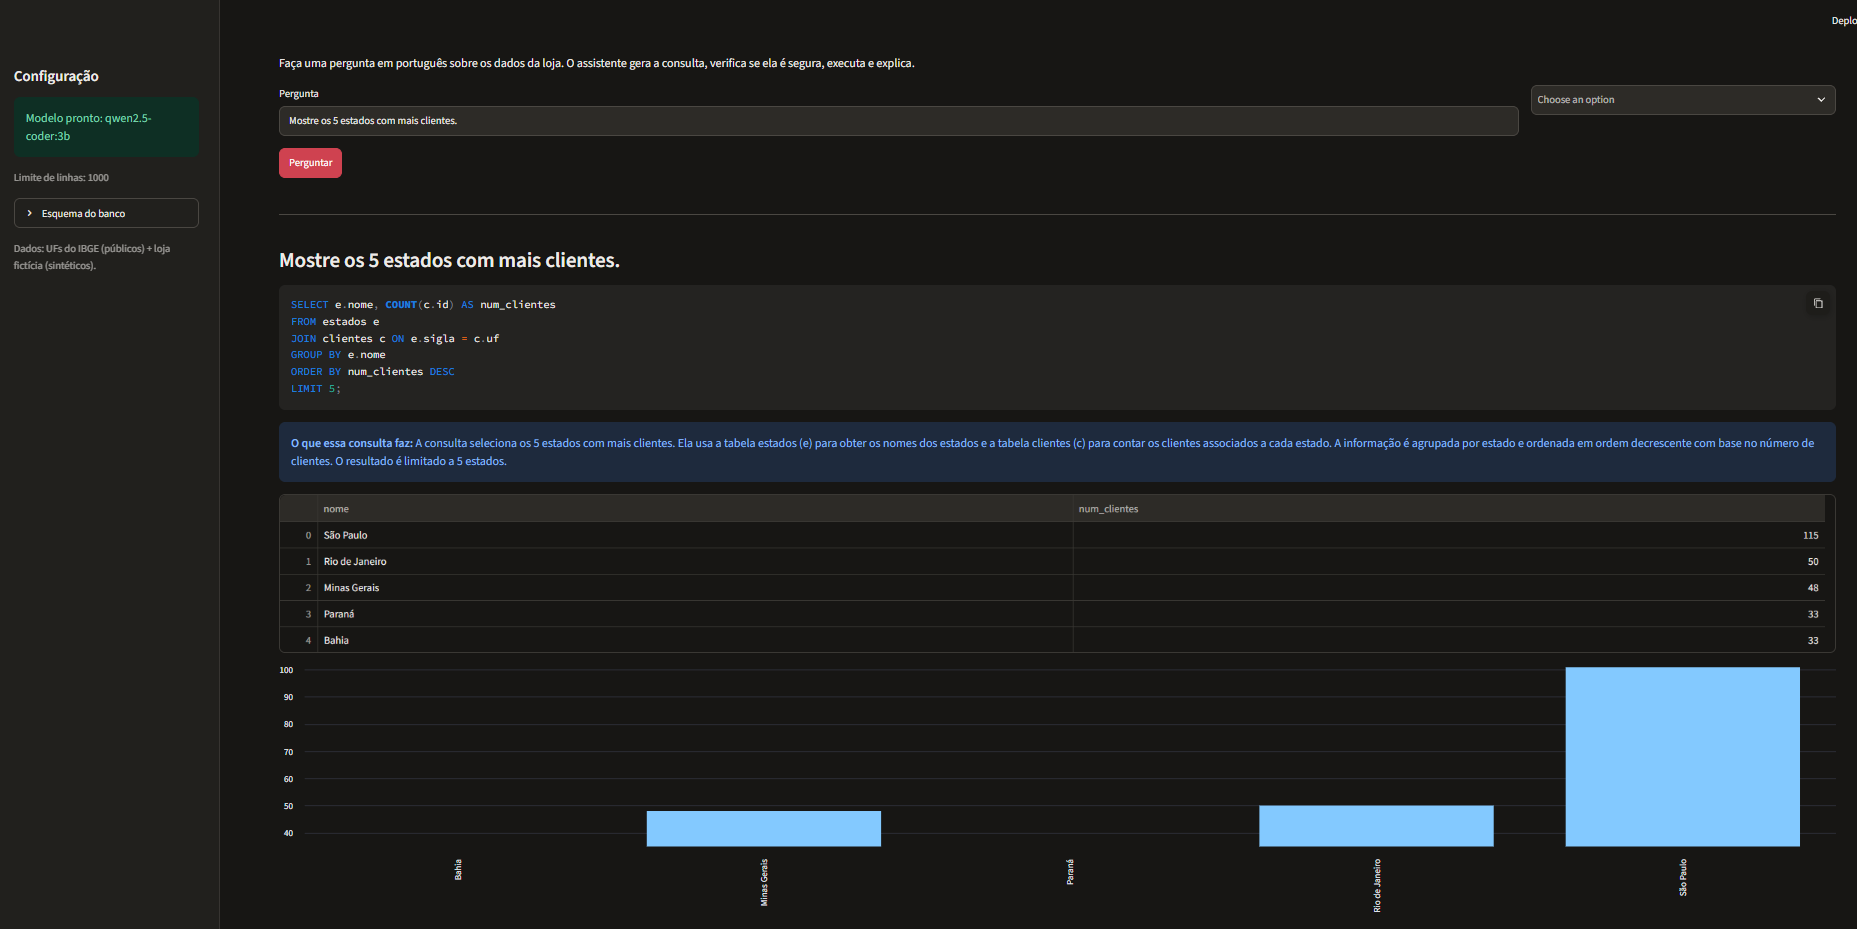 Deplo
Configuração
Modelo pronto: qwen2.5-
coder:3b
Limite de linhas: 1000
Esquema do banco
Dados: UFs do IBGE (públicos) + loja
fictícia (sintéticos).
Faça uma pergunta em português sobre os dados da loja. O assistente gera a consulta, verifica se ela é segura, executa e explica.
Pergunta
Mostre os 5 estados com mais clientes.
Choose an option
Perguntar
Mostre os 5 estados com mais clientes.
SELECT e.nome, COUNT(c.id) AS num_clientes
FROM estados e
JOIN clientes c ON e.sigla = c.uf
GROUP BY e.nome
ORDER BY num_clientes DESC
LIMIT 5;
O que essa consulta faz: A consulta seleciona os 5 estados com mais clientes. Ela usa a tabela estados (e) para obter os nomes dos estados e a tabela clientes (c) para contar os clientes associados a cada estado. A informação é agrupada por estado e ordenada em ordem decrescente com base no número de
clientes. O resultado é limitado a 5 estados.
nome num_clientes
0 São Paulo 115
1 Rio de Janeiro 50
2 Minas Gerais 48
3 Paraná 33
4 Bahia 33
100
90
80
70
60
50
40
Bahia
Minas Gerais
Paraná
Rio de Janeiro
São Paulo